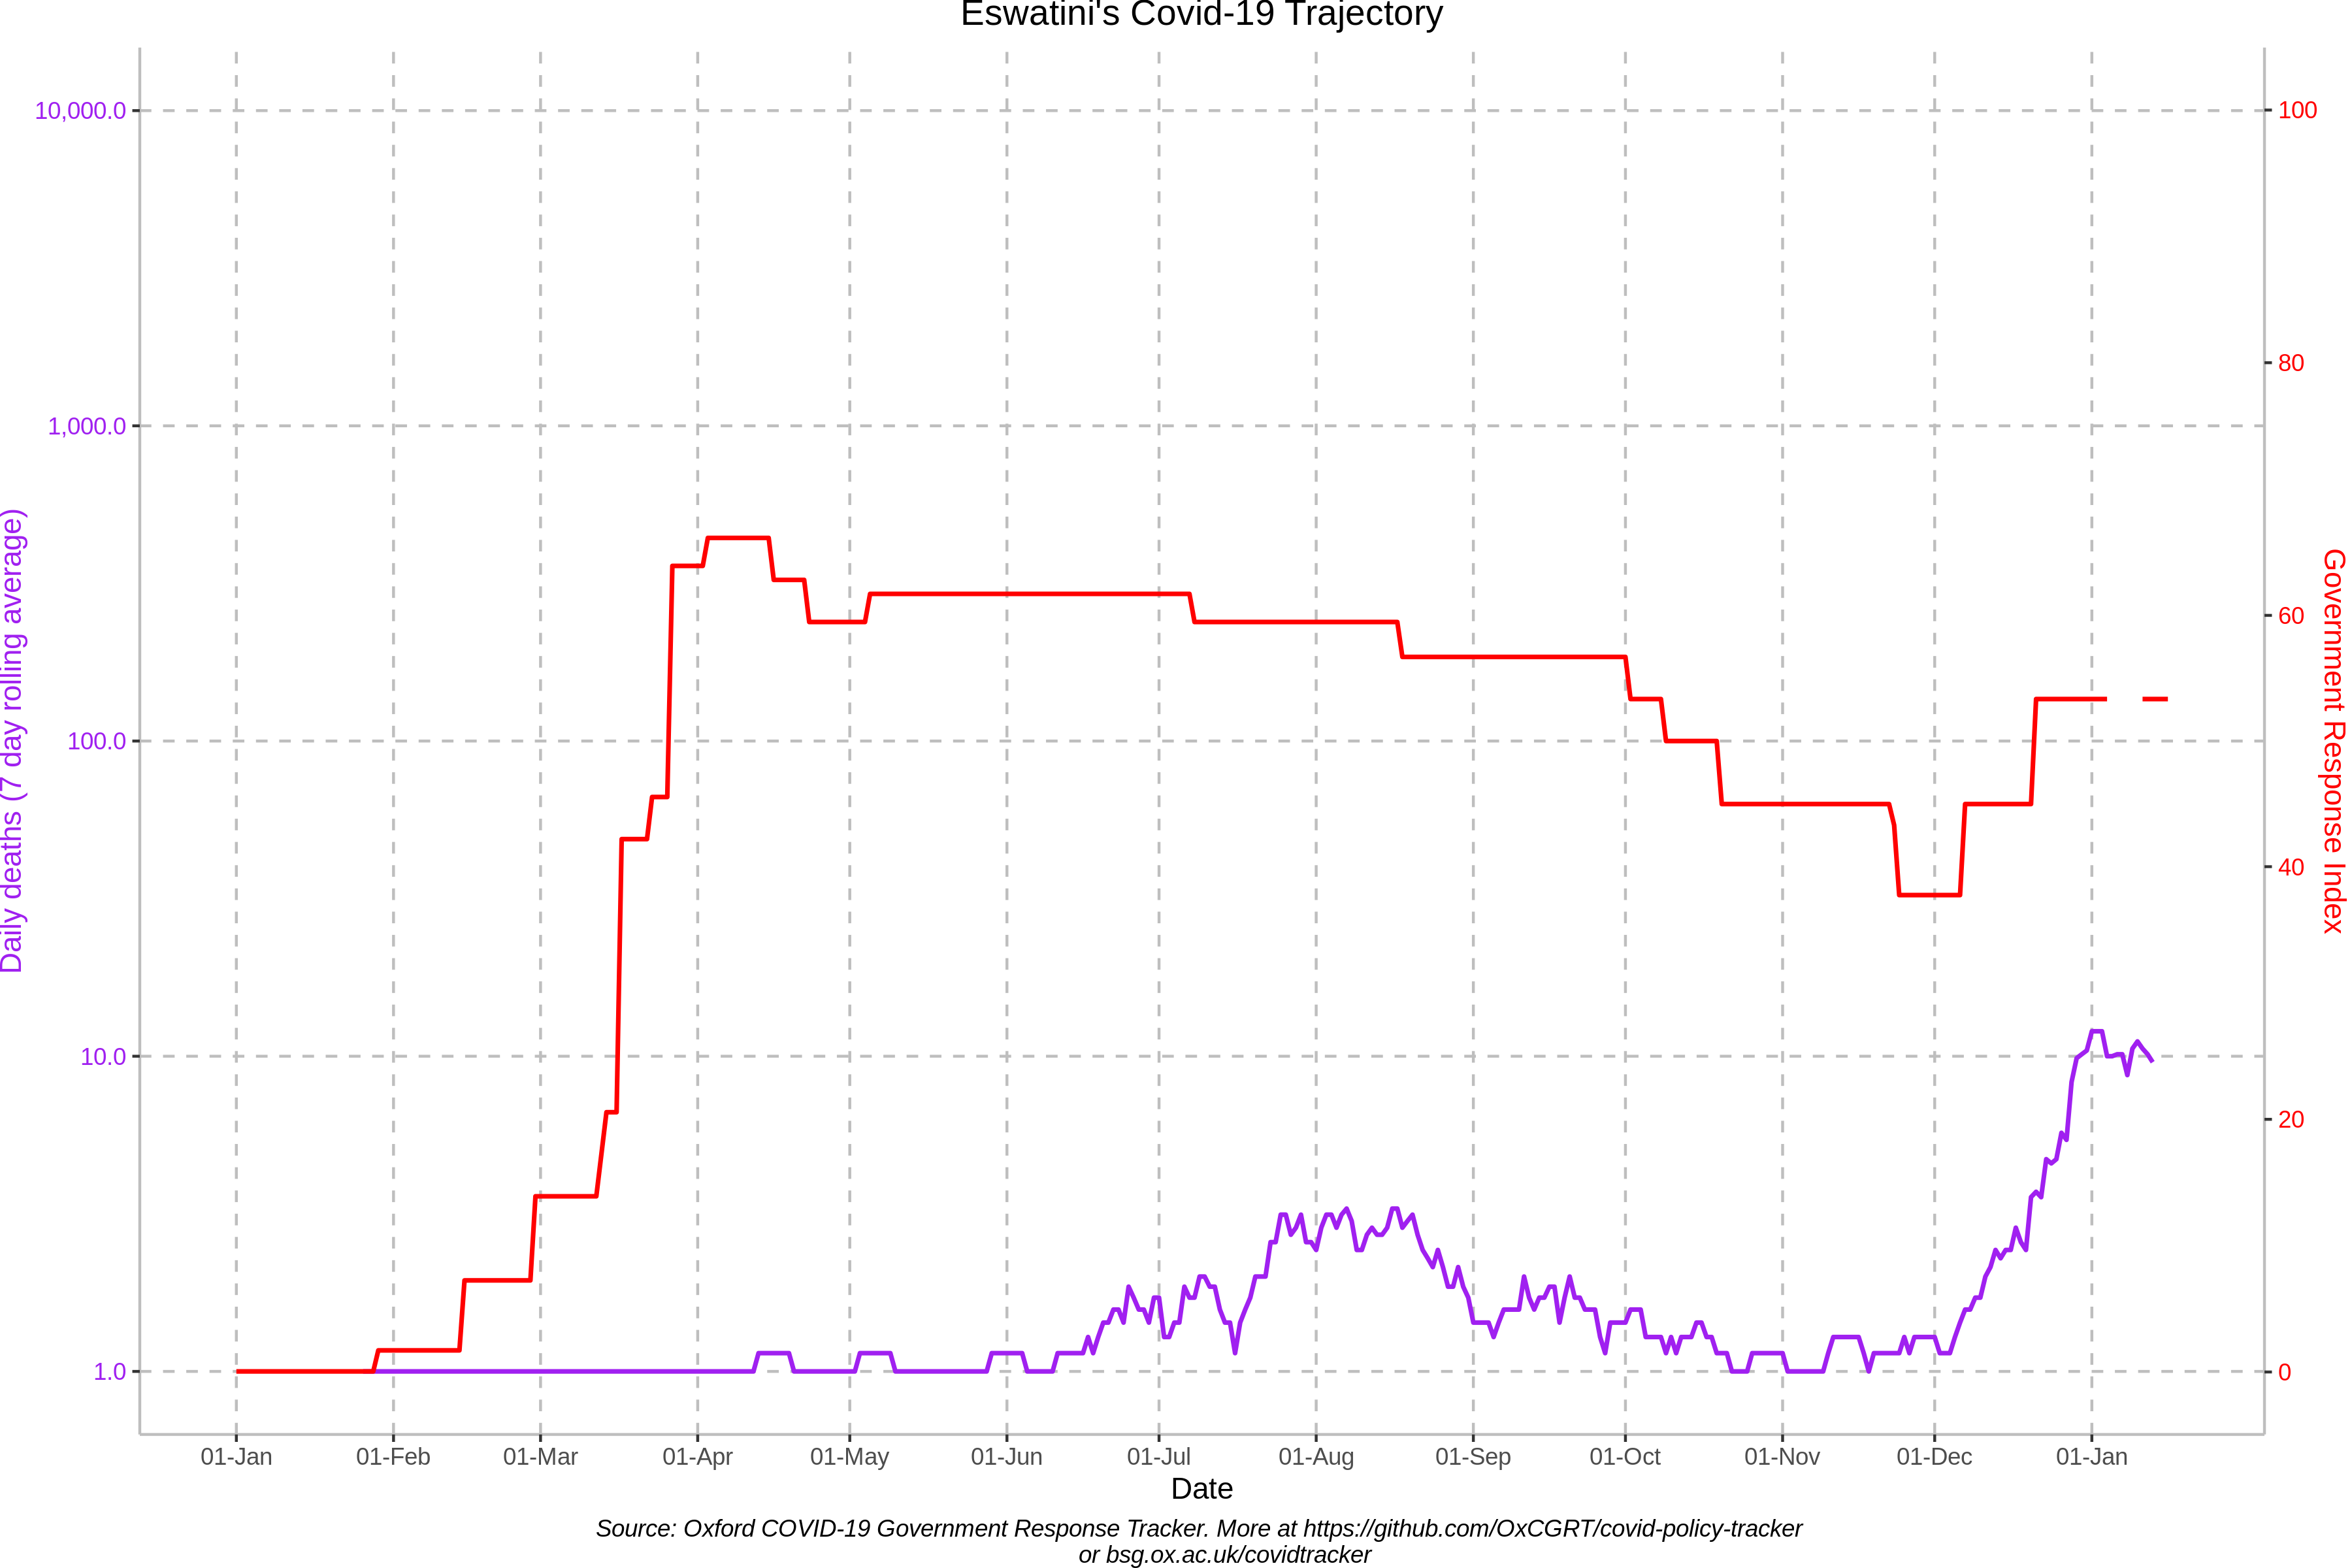 Eswatini's Covid-19 Trajectory
Daily deaths (7 day rolling average)
10,000.0
1,000.0
100.0
10.0
1.0
100
80
60
40
20
0
Government Response Index
01-Jan 01-Feb 01-Mar 01-Apr 01-May 01-Jun 01-Jul 01-Aug 01-Sep 01-Oct 01-Nov 01-Dec 01-Jan
Date
Source: Oxford COVID-19 Government Response Tracker. More at https://github.com/OxCGRT/covid-policy-tracker
or bsg.ox.ac.uk/covidtracker